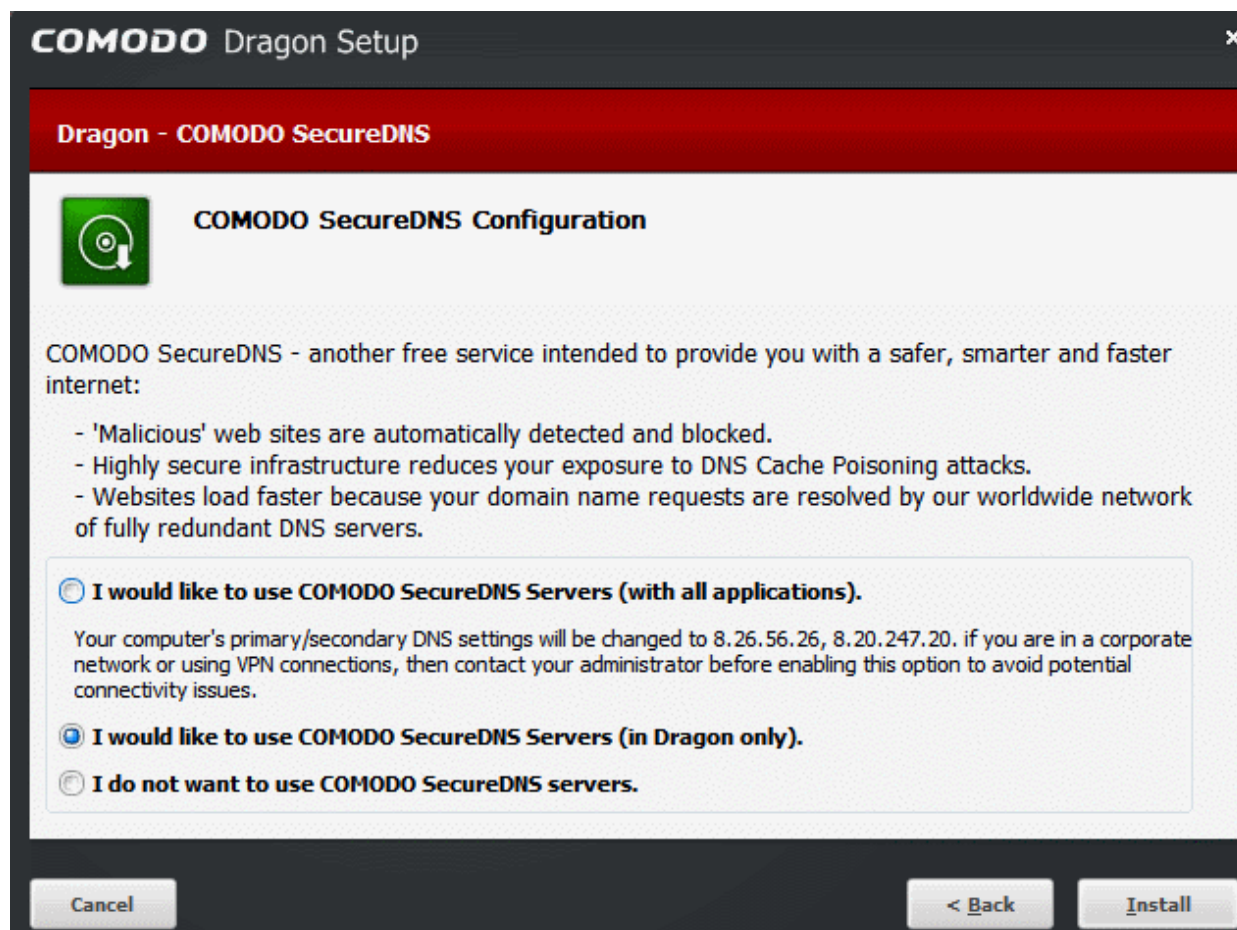 COMODO Dragon Setup
Dragon - COMODO SecureDNS
COMODO SecureDNS Configuration
COMODO SecureDNS - another free service intended to provide you with a safer, smarter and faster
internet:
- 'Malicious' web sites are automatically detected and blocked.
- Highly secure infrastructure reduces your exposure to DNS Cache Poisoning attacks.
- Websites load faster because your domain name requests are resolved by our worldwide network
of fully redundant DNS servers.
I would like to use COMODO SecureDNS Servers (with all applications).
Your computer's primary/secondary DNS settings will be changed to 8.26.56.26, 8.20.247.20. if you are in a corporate
network or using VPN connections, then contact your administrator before enabling this option to avoid potential
connectivity issues.
I would like to use COMODO SecureDNS Servers (in Dragon only).
I do not want to use COMODO SecureDNS servers.
Cancel
< Back
Install